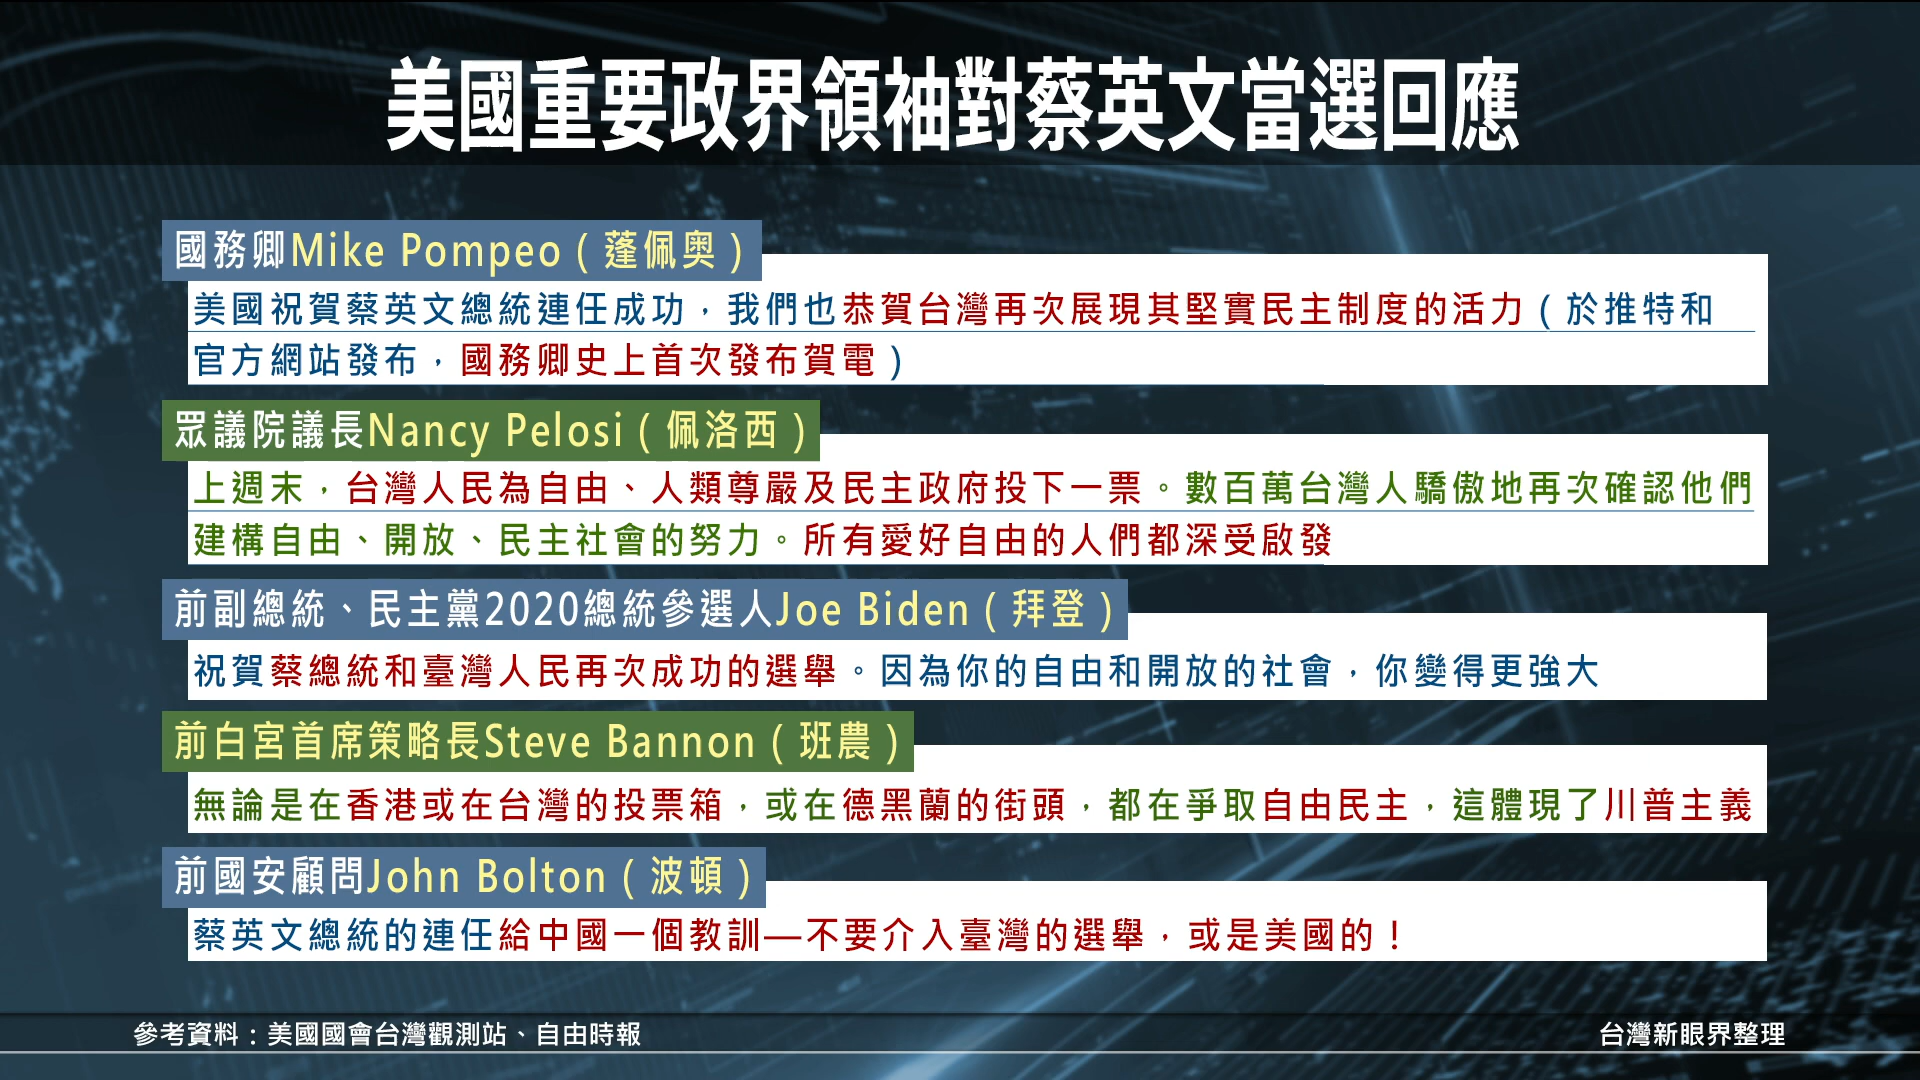 美國重要政界領袖對蔡英文當選回應
國務卿Mike Pompeo（蓬佩奧）
美國祝賀蔡英文總統連任成功，我們也恭賀台灣再次展現其堅實民主制度的活力（於推特和
官方網站發布，國務卿史上首次發布賀電）
眾議院議長Nancy Pelosi（佩洛西）
上週末，台灣人民為自由、人類尊嚴及民主政府投下一票。數百萬台灣人驕傲地再次確認他們
建構自由、開放、民主社會的努力。所有愛好自由的人們都深受啟發
前副總統、民主黨2020總統參選人Joe Biden（拜登）
祝賀蔡總統和臺灣人民再次成功的選舉。因為你的自由和開放的社會，你變得更強大
前白宮首席策略長Steve Bannon（班農）
無論是在香港或在台灣的投票箱，或在德黑蘭的街頭，都在爭取自由民主，這體現了川普主義
前國安顧問John Bolton（波頓）
蔡英文總統的連任給中國一個教訓—不要介入臺灣的選舉，或是美國的！
參考資料：美國國會台灣觀測站、自由時報
台灣新眼界整理